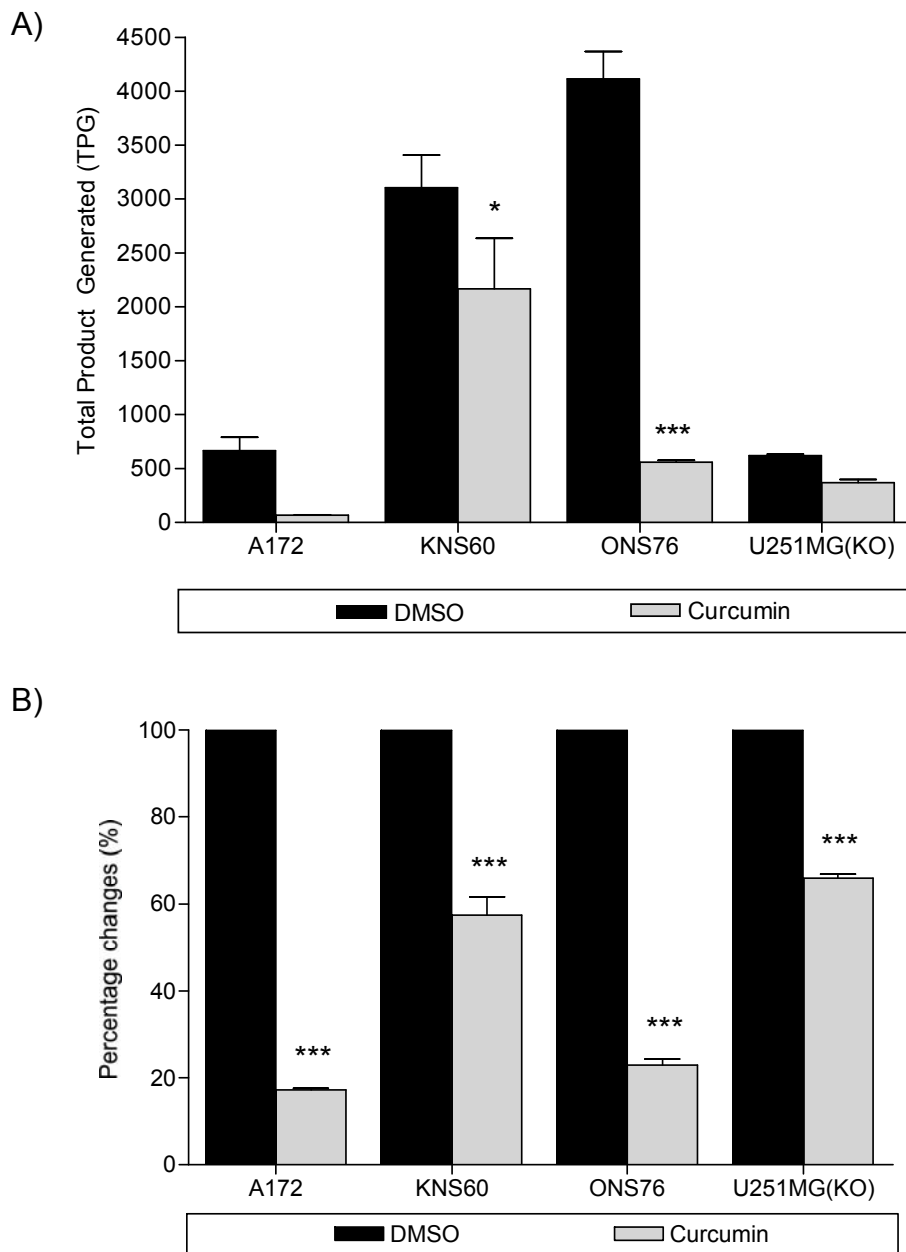 A)
Total Product Generated (TPG)
4500
4000
3500
3000
2500
2000
1500
1000
500
0
*
***
A172 KNS60 ONS76 U251MG(KO)
DMSO Curcumin
B)
Percentage changes (%)
100
80
60
40
20
0
***
***
***
***
A172 KNS60 ONS76 U251MG(KO)
DMSO Curcumin